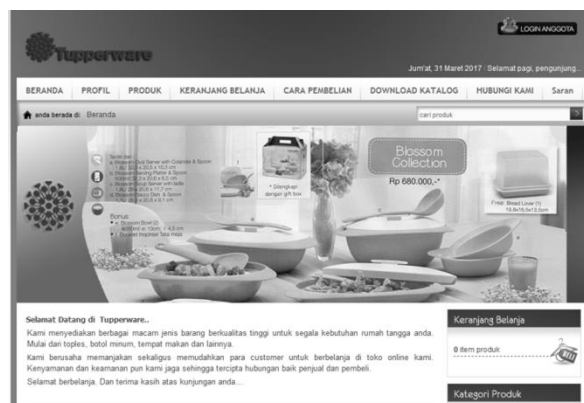 LOGIN ANGGOTA
Tupperware
Jum'at, 31 Maret 2017 | Selamat pagi, pengunjung...
BERANDA PROFIL PRODUK KERANJANG BELANJA CARA PEMBELIAN DOWNLOAD KATALOG HUBUNGI KAMI Saran
anda berada di: Beranda
cari produk
Blossom
Collection
Rp 680.000,-*
* Dilengkapi
dengan gift box
Bonus:
Selamat Datang di Tupperware..
Kami menyediakan berbagai macam jenis barang berkualitas tinggi untuk segala kebutuhan rumah tangga anda.
Mulai dari toples, botol minum, tempat makan dan lainnya.
Kami berusaha memanjakan sekaligus memudahkan para customer untuk berbelanja di toko online kami.
Kenyamanan dan keamanan pun kami jaga sehingga tercipta hubungan baik penjual dan pembeli.
Selamat berbelanja. Dan terima kasih atas kunjungan anda...
Keranjang Belanja
0 item produk
Kategori Produk